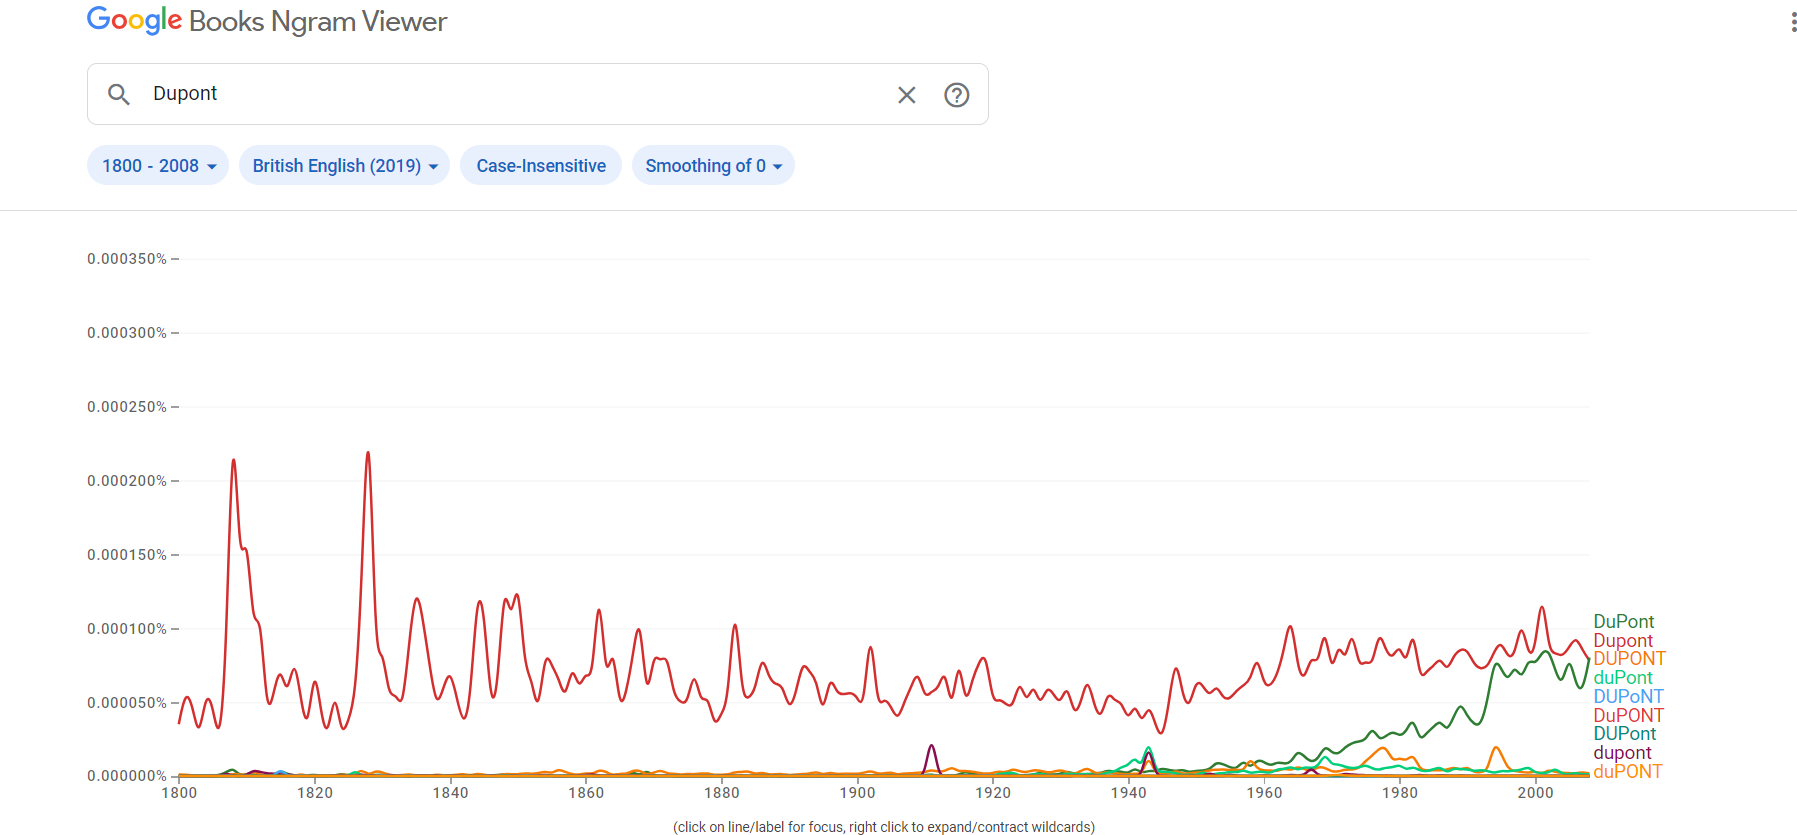 Google Books Ngram Viewer
Dupont
1800 - 2008
British English (2019)
Case-Insensitive
Smoothing of 0
0.000350%
0.000300%
0.000250%
0.000200%
0.000150%
0.000100%
0.000050%
0.000000%
DuPont
Dupont
DUPONT
duPont
DUPoNT
DuPONT
DUPont
dupont
duPONT
1800 1820 1840 1860 1880 1900 1920 1940 1960 1980 2000
(click on line/label for focus, right click to expand/contract wildcards)